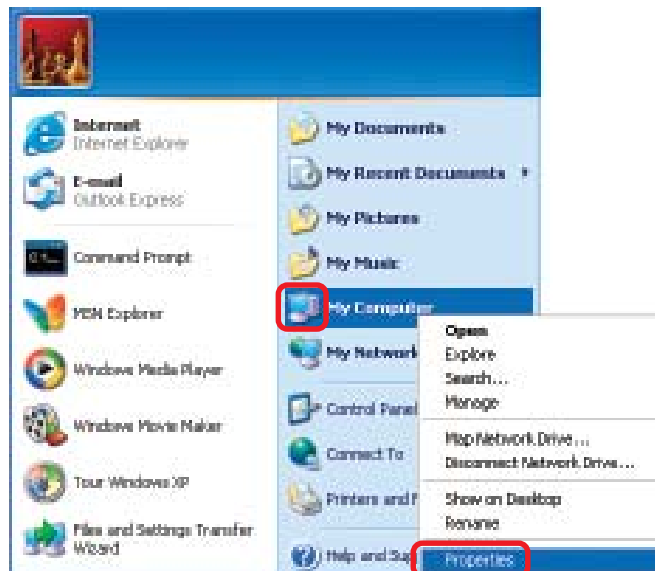 Internet
Internet Explorer
E-mail
Outlook Express
Command Prompt
MSN Explorer
Windows Media Player
Windows Movie Maker
Tour Windows XP
Files and Settings Transfer
Wizard
My Documents
My Recent Documents
My Pictures
My Music
My Computer
My Network
Control Panel
Connect To
Printers and F
Help and Sup
Open
Explore
Search...
Manage
Map Network Drive...
Disconnect Network Drive...
Show on Desktop
Rename
Properties